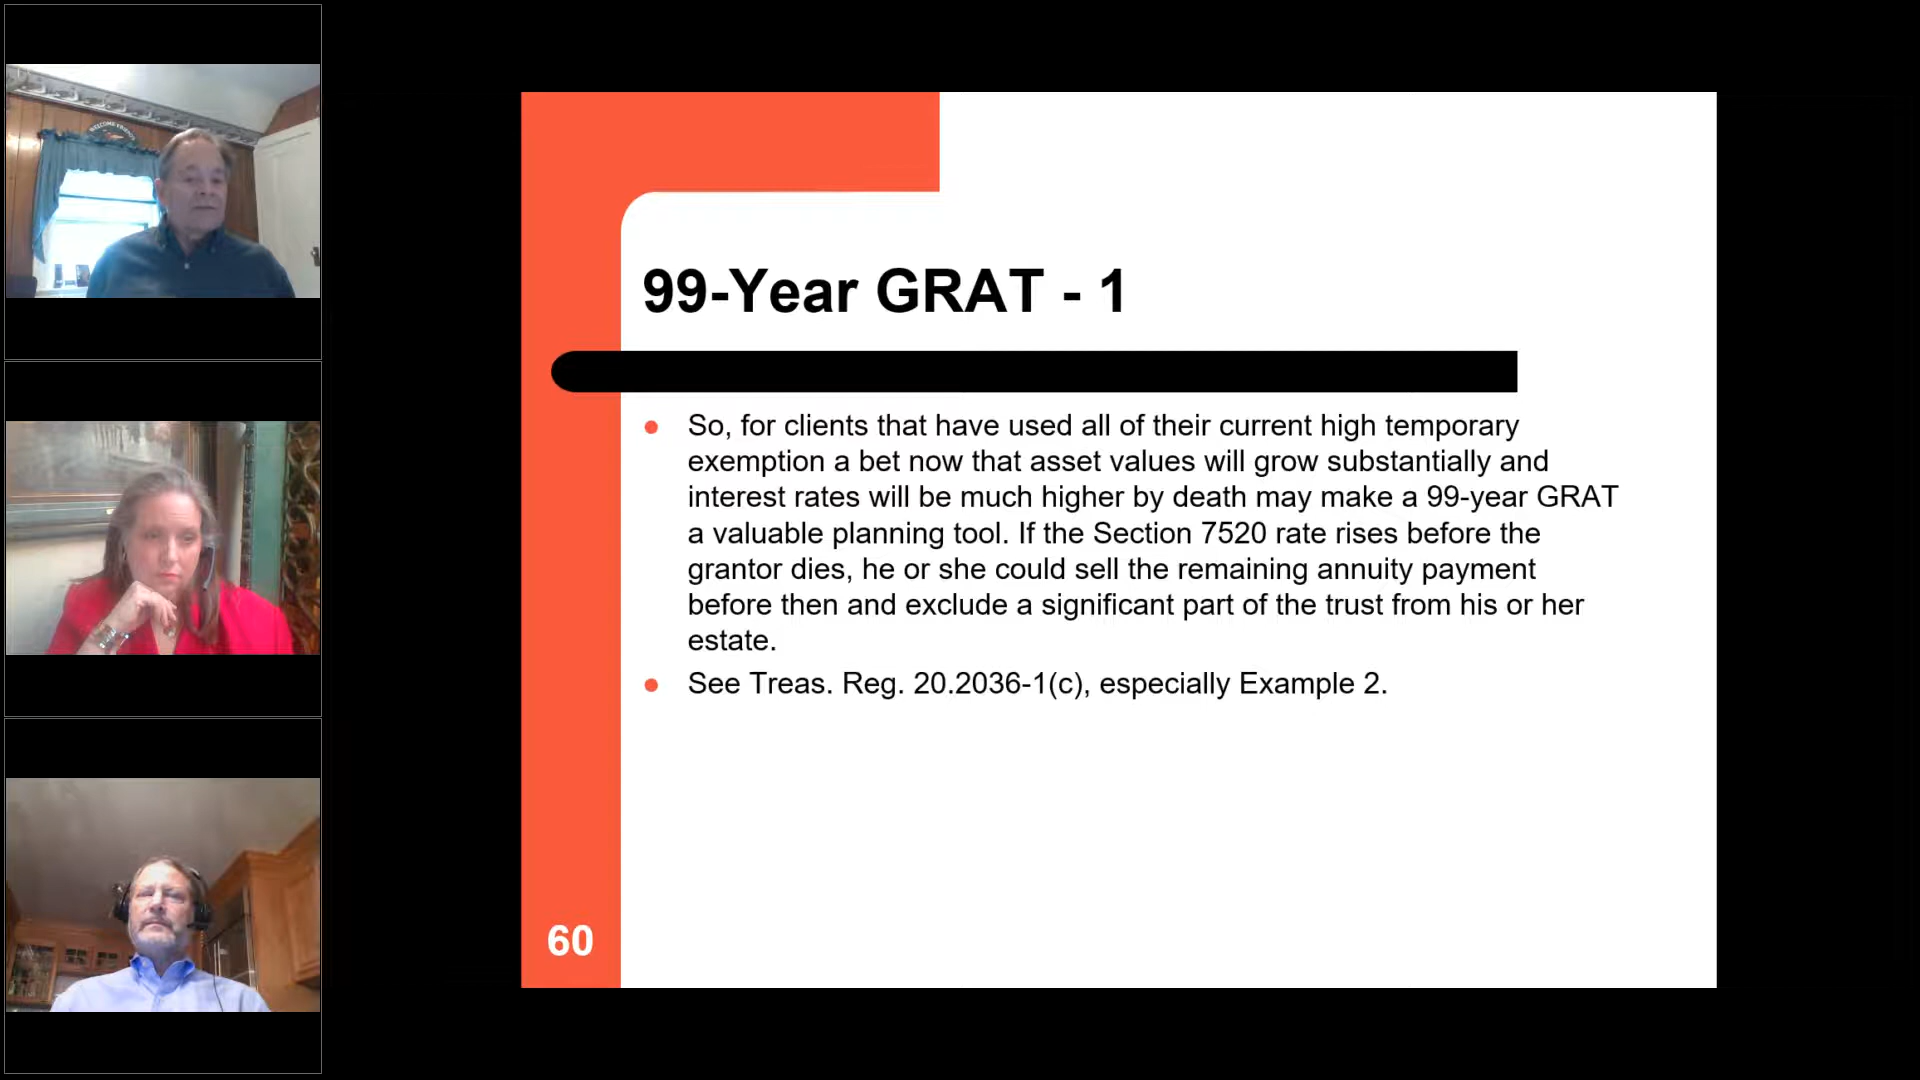 WELCOME FRIENDS
99-Year GRAT - 1
So, for clients that have used all of their current high temporary
exemption a bet now that asset values will grow substantially and
interest rates will be much higher by death may make a 99-year GRAT
a valuable planning tool. If the Section 7520 rate rises before the
grantor dies, he or she could sell the remaining annuity payment
before then and exclude a significant part of the trust from his or her
estate.
See Treas. Reg. 20.2036-1(c), especially Example 2.
60